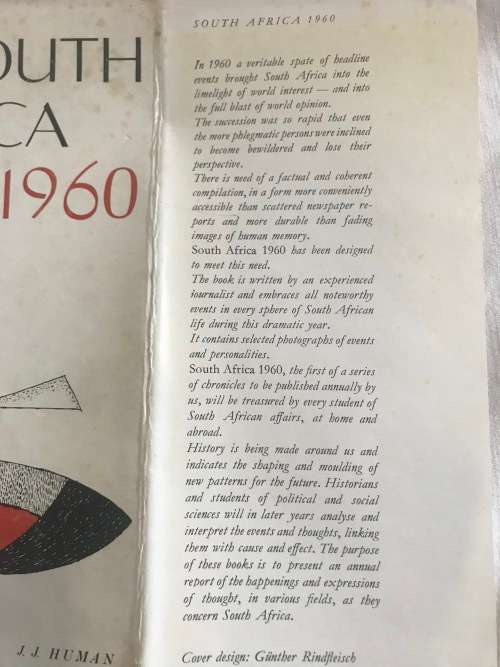 OUTH
CA
1960
J. J. HUMAN
SOUTH AFRICA 1960
In 1960 a veritable spate of headline
events brought South Africa into the
limelight of world interest — and into
the full blast of world opinion.
The succession was so rapid that even
the more phlegmatic persons were inclined
to become bewildered and lose their
perspective.
There is need of a factual and coherent
compilation, in a form more conveniently
accessible than scattered newspaper re-
ports and more durable than fading
images of human memory.
South Africa 1960 has been designed
to meet this need.
The book is written by an experienced
journalist and embraces all noteworthy
events in every sphere of South African
life during this dramatic year.
It contains selected photographs of events
and personalities.
South Africa 1960, the first of a series
of chronicles to be published annually by
us, will be treasured by every student of
South African affairs, at home and
abroad.
History is being made around us and
indicates the shaping and moulding of
new patterns for the future. Historians
and students of political and social
sciences will in later years analyse and
interpret the events and thoughts, linking
them with cause and effect. The purpose
of these books is to present an annual
report of the happenings and expressions
of thought, in various fields, as they
concern South Africa.
Cover design: Günther Rindfleisch